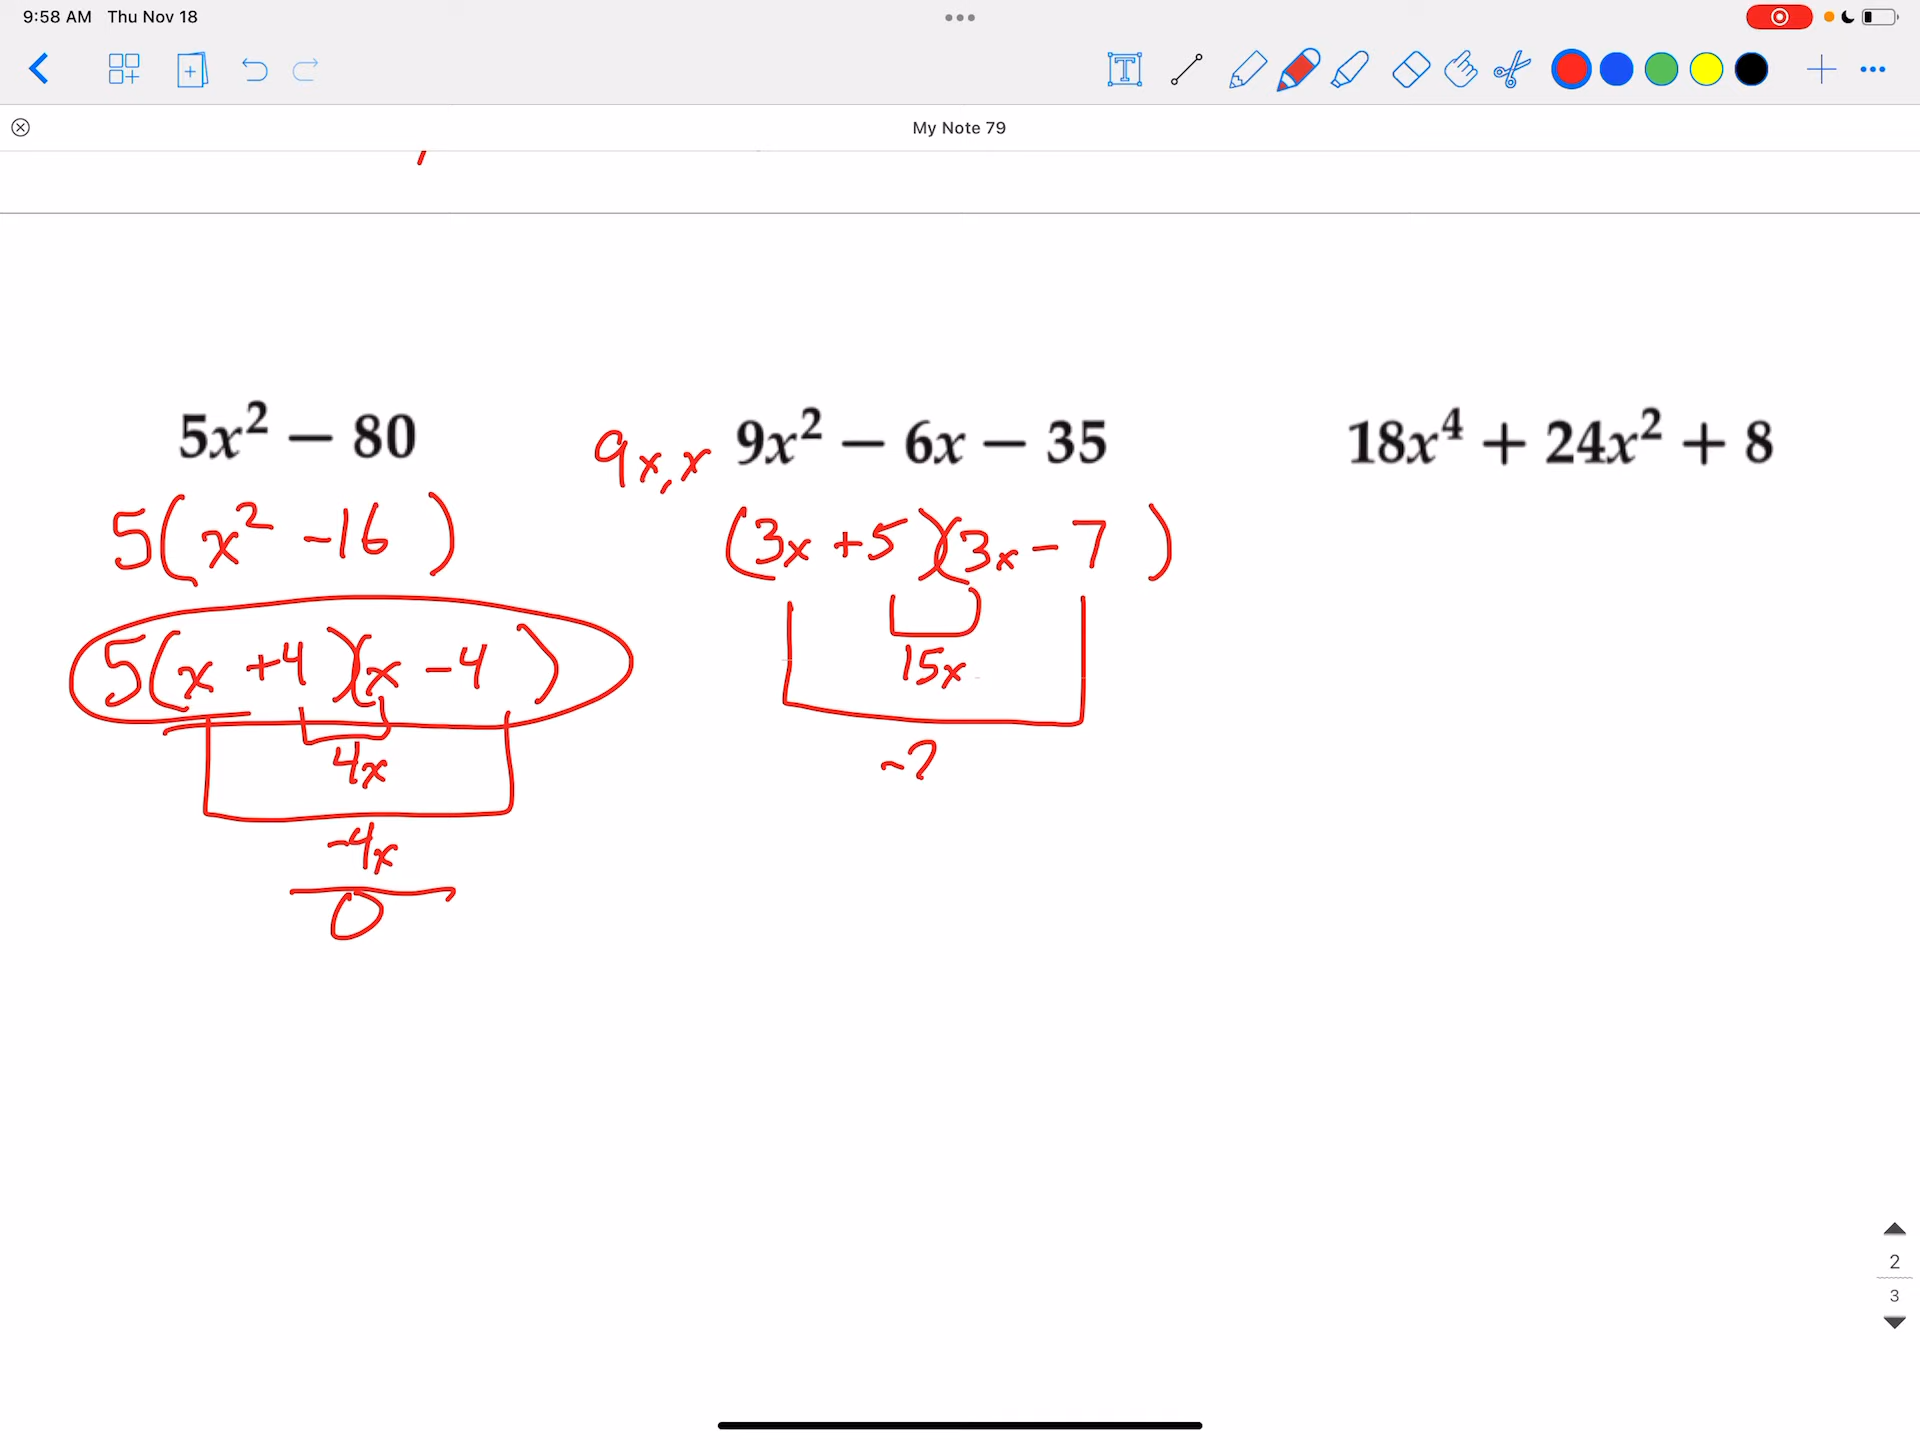 9:58 AM Thu Nov 18
My Note 79
5x² − 80
5(x² -16 )
5(x +4)(x -4 )
4x
-4x
0
9x, x
9x² − 6x − 35
(3x +5)(3x -7 )
15x
-2
18x⁴ + 24x² + 8
2
3